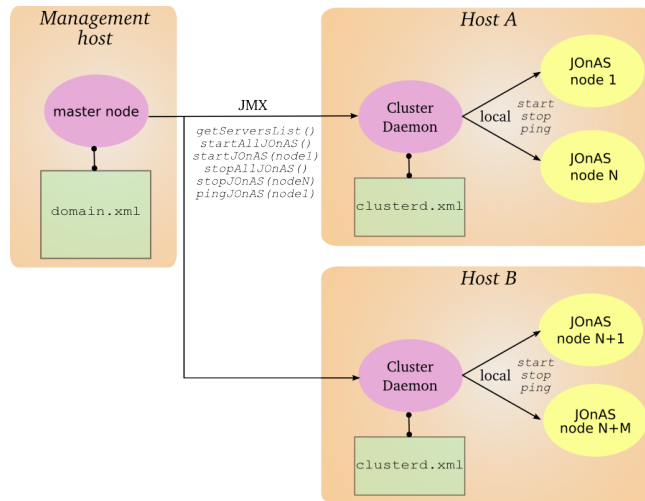 Management
host
master node
domain.xml
JMX
getServersList()
startAllJOnAS()
startJOnAS(node1)
stopAllJOnAS()
stopJOnAS(nodeN)
pingJOnAS(node1)
Host A
Cluster
Daemon
clusterd.xml
local
start
stop
ping
JOnAS
node 1
JOnAS
node N
Host B
Cluster
Daemon
clusterd.xml
local
start
stop
ping
JOnAS
node N+1
JOnAS
node N+M